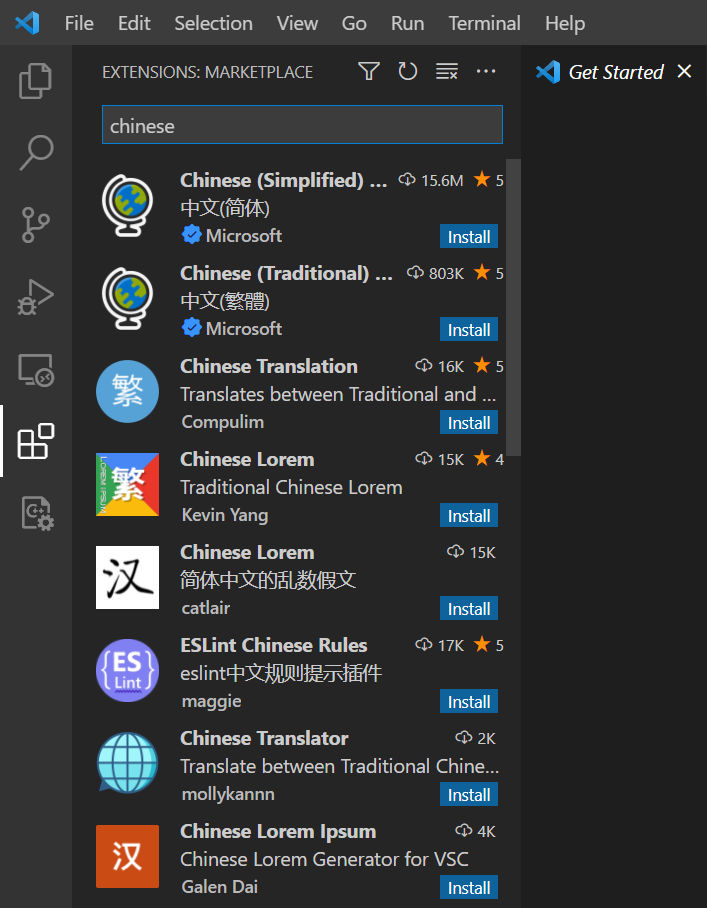 File Edit Selection View Go Run Terminal Help
EXTENSIONS: MARKETPLACE
Get Started
chinese
Chinese (Simplified) ... 15.6M 5
中文(简体)
Microsoft Install
Chinese (Traditional) ... 803K 5
中文(繁體)
Microsoft Install
繁
Chinese Translation 16K 5
Translates between Traditional and ...
Compulim Install
LOREM IPSUM
繁
Chinese Lorem 15K 4
Traditional Chinese Lorem
Kevin Yang Install
汉
Chinese Lorem 15K
简体中文的乱数假文
catlair Install
{ES}
Lint
ESLint Chinese Rules 17K 5
eslint中文规则提示插件
maggie Install
Chinese Translator 2K
Translate between Traditional Chine...
mollykannn Install
汉
Chinese Lorem Ipsum 4K
Chinese Lorem Generator for VSC
Galen Dai Install